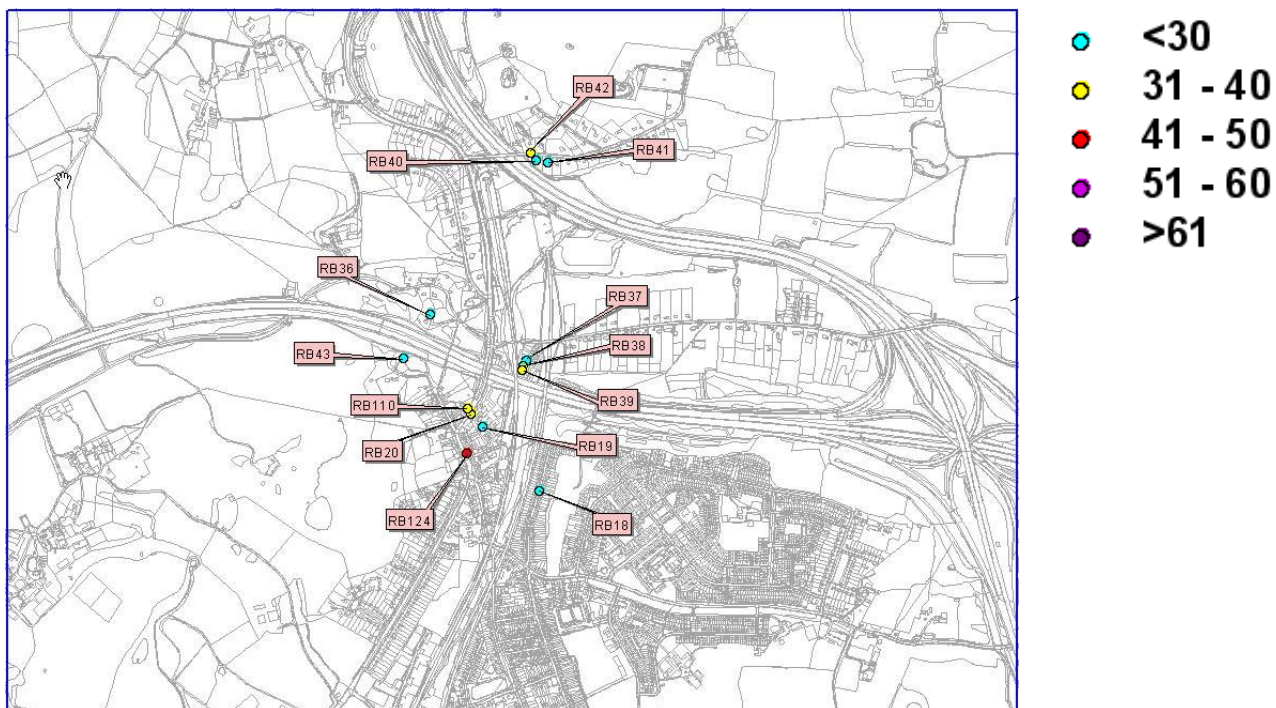 RB42
RB40
RB41
RB36
RB37
RB43
RB38
RB110
RB39
RB20
RB19
RB124
RB18
<30
31 - 40
41 - 50
51 - 60
>61